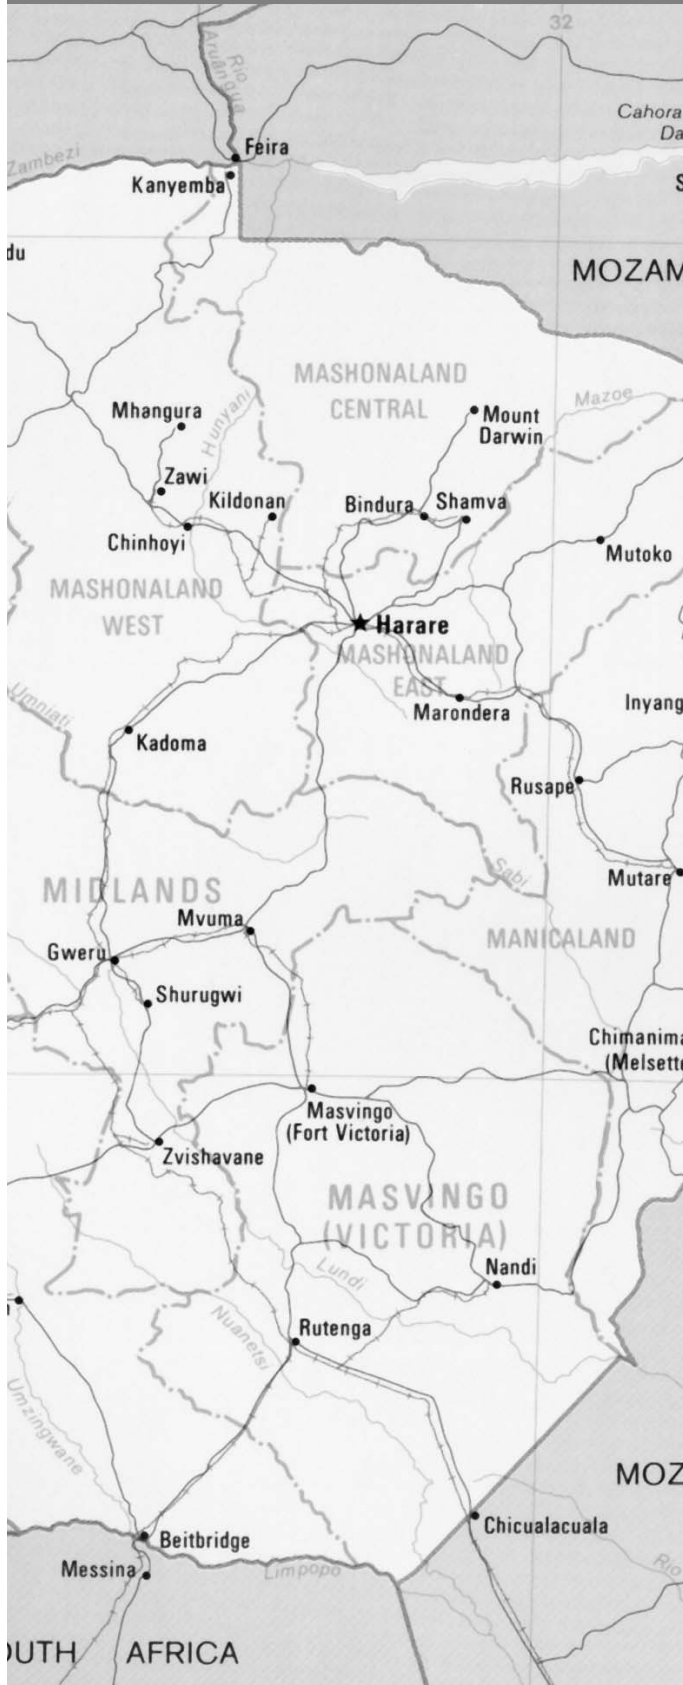 32
Rio
Aruângua
Cahora
Da
Feira
Zambezi
Kanyemba
S
du
MOZAM
MASHONALAND
CENTRAL
Mazoe
Mhangura
Hunyani
Mount
Darwin
Zawi
Kildonan
Bindura
Shamva
Chinhoyi
Mutoko
MASHONALAND
WEST
Harare
MASHONALAND
EAST
Umniati
Marondera
Inyang
Kadoma
Rusape
Sabi
Mutare
MIDLANDS
Mvuma
MANICALAND
Gweru
Shurugwi
Chimanima
(Melsette
Masvingo
(Fort Victoria)
Zvishavane
MASVINGO
(VICTORIA)
Lundi
Nandi
Nuanetsi
Rutenga
Umzingwane
MOZ
Chicualacuala
Beitbridge
Messina
Limpopo
Rio
OUTH AFRICA